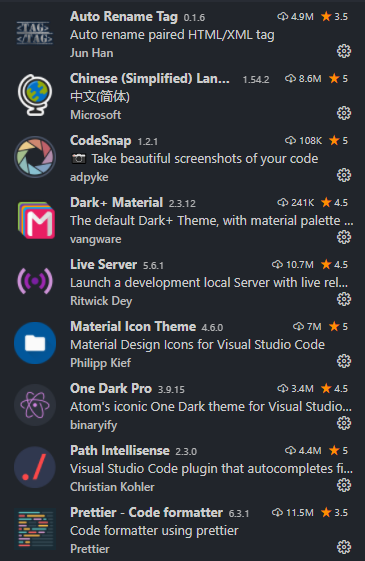 <TAG>
</TAG>
Auto Rename Tag 0.1.6 4.9M 3.5
Auto rename paired HTML/XML tag
Jun Han
Chinese (Simplified) Lan... 1.54.2 8.6M 5
中文(简体)
Microsoft
CodeSnap 1.2.1 108K 5
📷 Take beautiful screenshots of your code
adpyke
Dark+ Material 2.3.12 241K 4.5
The default Dark+ Theme, with material palette ...
vangware
Live Server 5.6.1 10.7M 4.5
Launch a development local Server with live rel...
Ritwick Dey
Material Icon Theme 4.6.0 7M 5
Material Design Icons for Visual Studio Code
Philipp Kief
One Dark Pro 3.9.15 3.4M 4.5
Atom's iconic One Dark theme for Visual Studio...
binaryify
Path Intellisense 2.3.0 4.4M 5
Visual Studio Code plugin that autocompletes fi...
Christian Kohler
Prettier - Code formatter 6.3.1 11.5M 3.5
Code formatter using prettier
Prettier